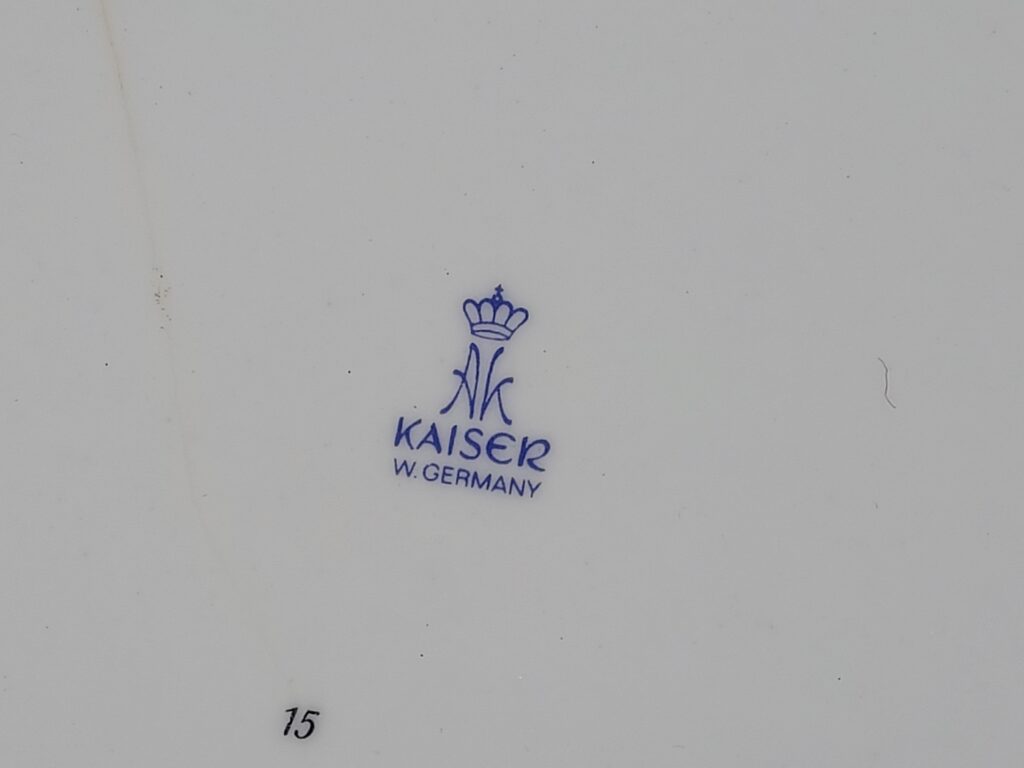 AK
KAISER
W. GERMANY
15